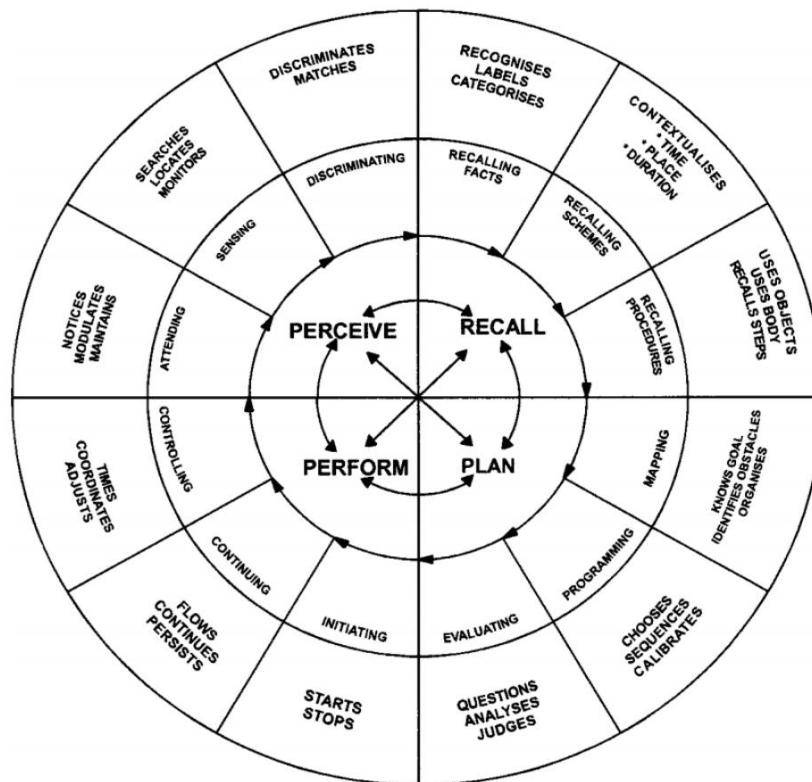 DISCRIMINATES
MATCHES
RECOGNISES
LABELS
CATEGORISES
CONTEXTUALISES
* TIME
* PLACE
* DURATION
USES OBJECTS
USES BODY
RECALLS STEPS
KNOWS GOAL
IDENTIFIES OBSTACLES
ORGANISES
CHOOSES
SEQUENCES
CALIBRATES
QUESTIONS
ANALYSES
JUDGES
STARTS
STOPS
FLOWS
CONTINUES
PERSISTS
TIMES
COORDINATES
ADJUSTS
NOTICES
MODULATES
MAINTAINS
SEARCHES
LOCATES
MONITORS
DISCRIMINATING
RECALLING
FACTS
RECALLING
SCHEMES
RECALLING
PROCEDURES
MAPPING
PROGRAMMING
EVALUATING
INITIATING
CONTINUING
CONTROLLING
ATTENDING
SENSING
PERCEIVE
RECALL
PERFORM
PLAN